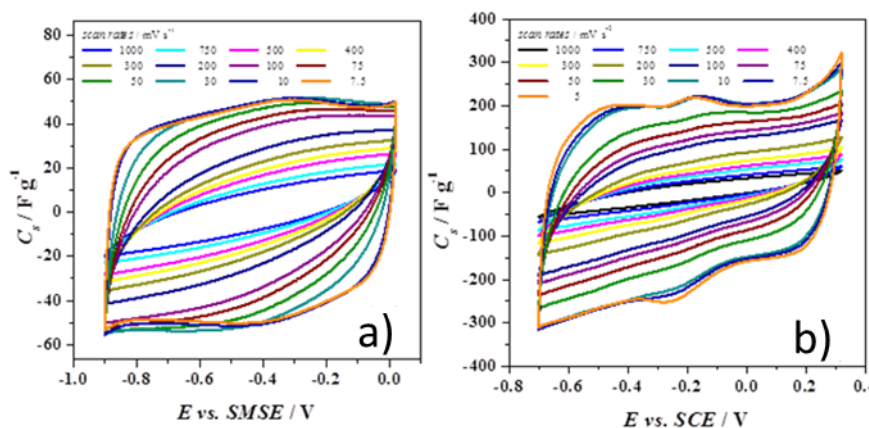 scan rates / mV s⁻¹
1000 750 500 400
300 200 100 75
50 30 10 7.5
80
60
40
20
0
-20
-40
-60
C_s / F g⁻¹
a)
-1.0 -0.8 -0.6 -0.4 -0.2 0.0
E vs. SMSE / V
scan rates / mV s⁻¹
1000 750 500 400
300 200 100 75
50 30 10 7.5
5
400
300
200
100
0
-100
-200
-300
-400
C_s / F g⁻¹
b)
-0.8 -0.6 -0.4 -0.2 0.0 0.2 0.4
E vs. SCE / V